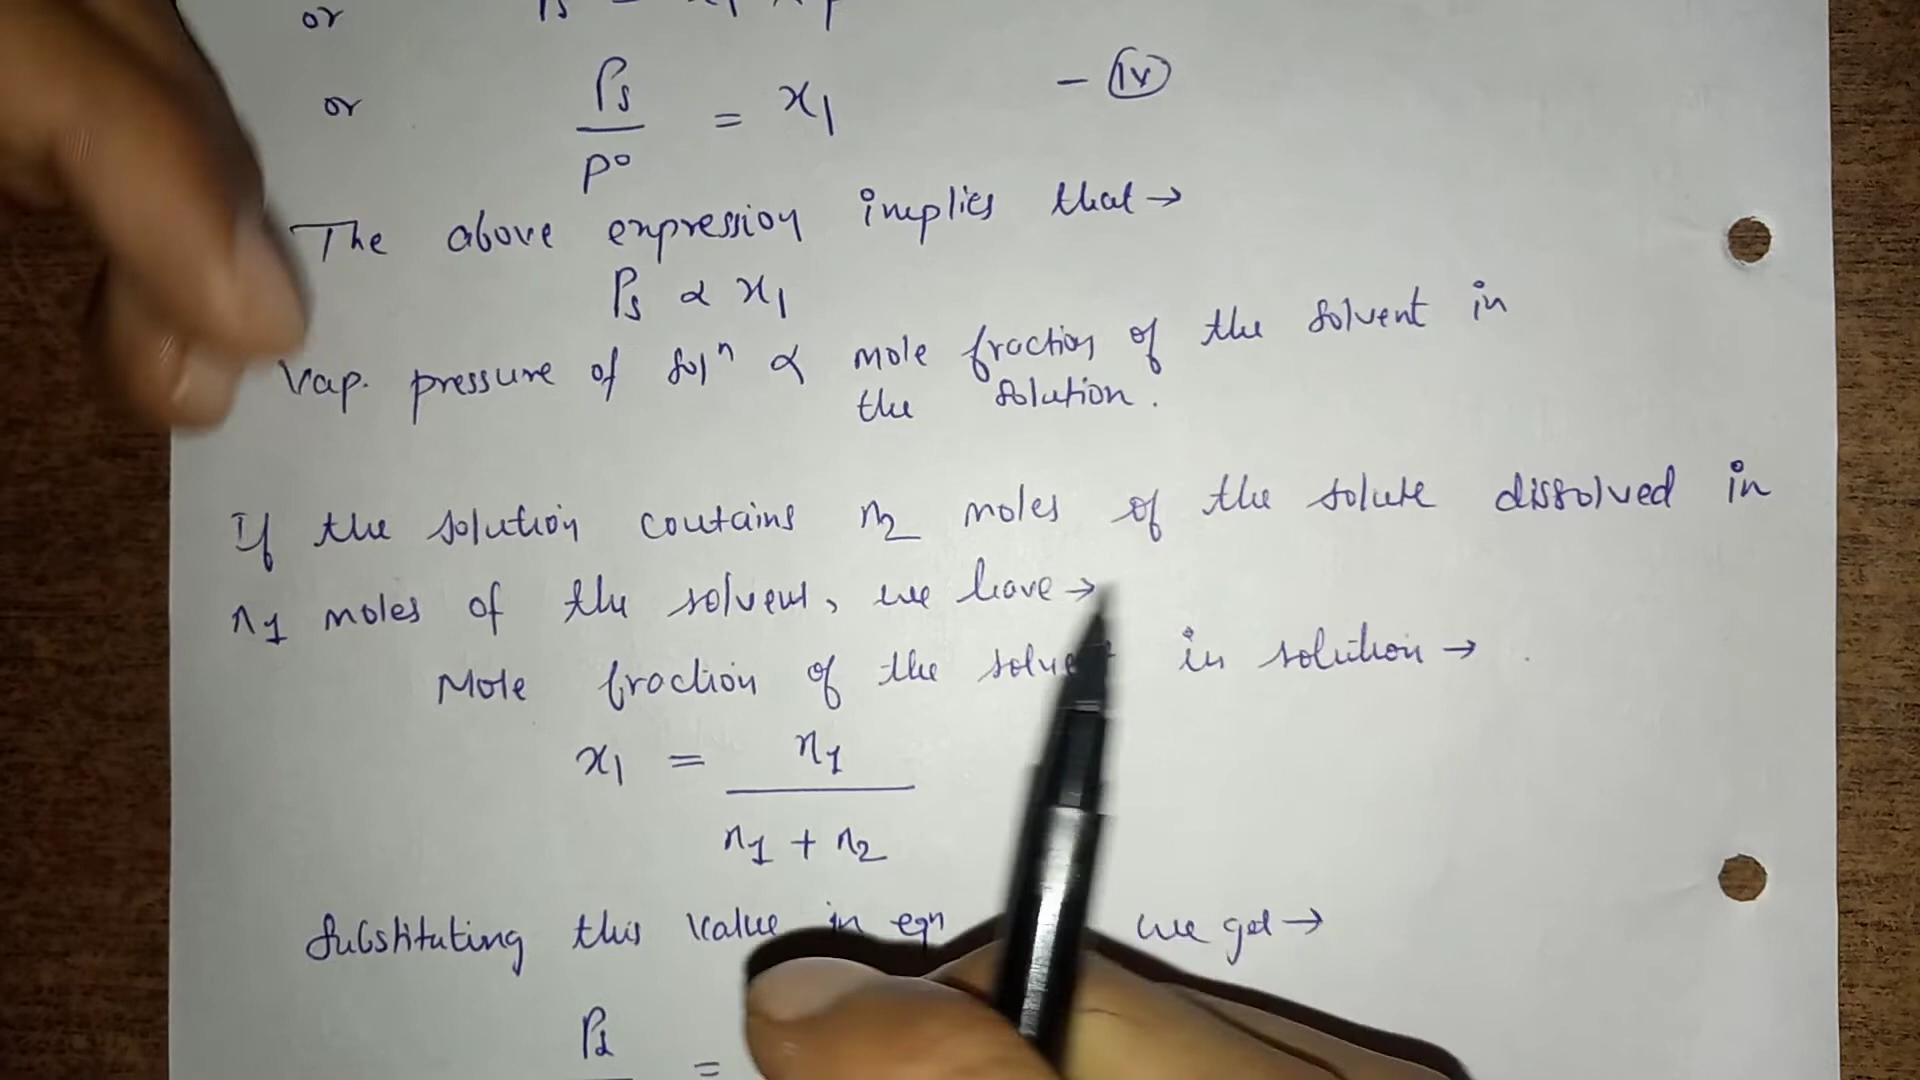 or
or Ps/P° = x1 - (iv)
The above expression implies that →
Ps ∝ x1
Vap. pressure of solⁿ ∝ mole fraction of the solvent in
the solution.
If the solution contains n2 moles of the solute dissolved in
n1 moles of the solvent, we have →
Mole fraction of the in solution →
x1 = n1
n1 + n2
Substituting this value in eqn we get →
Ps
=